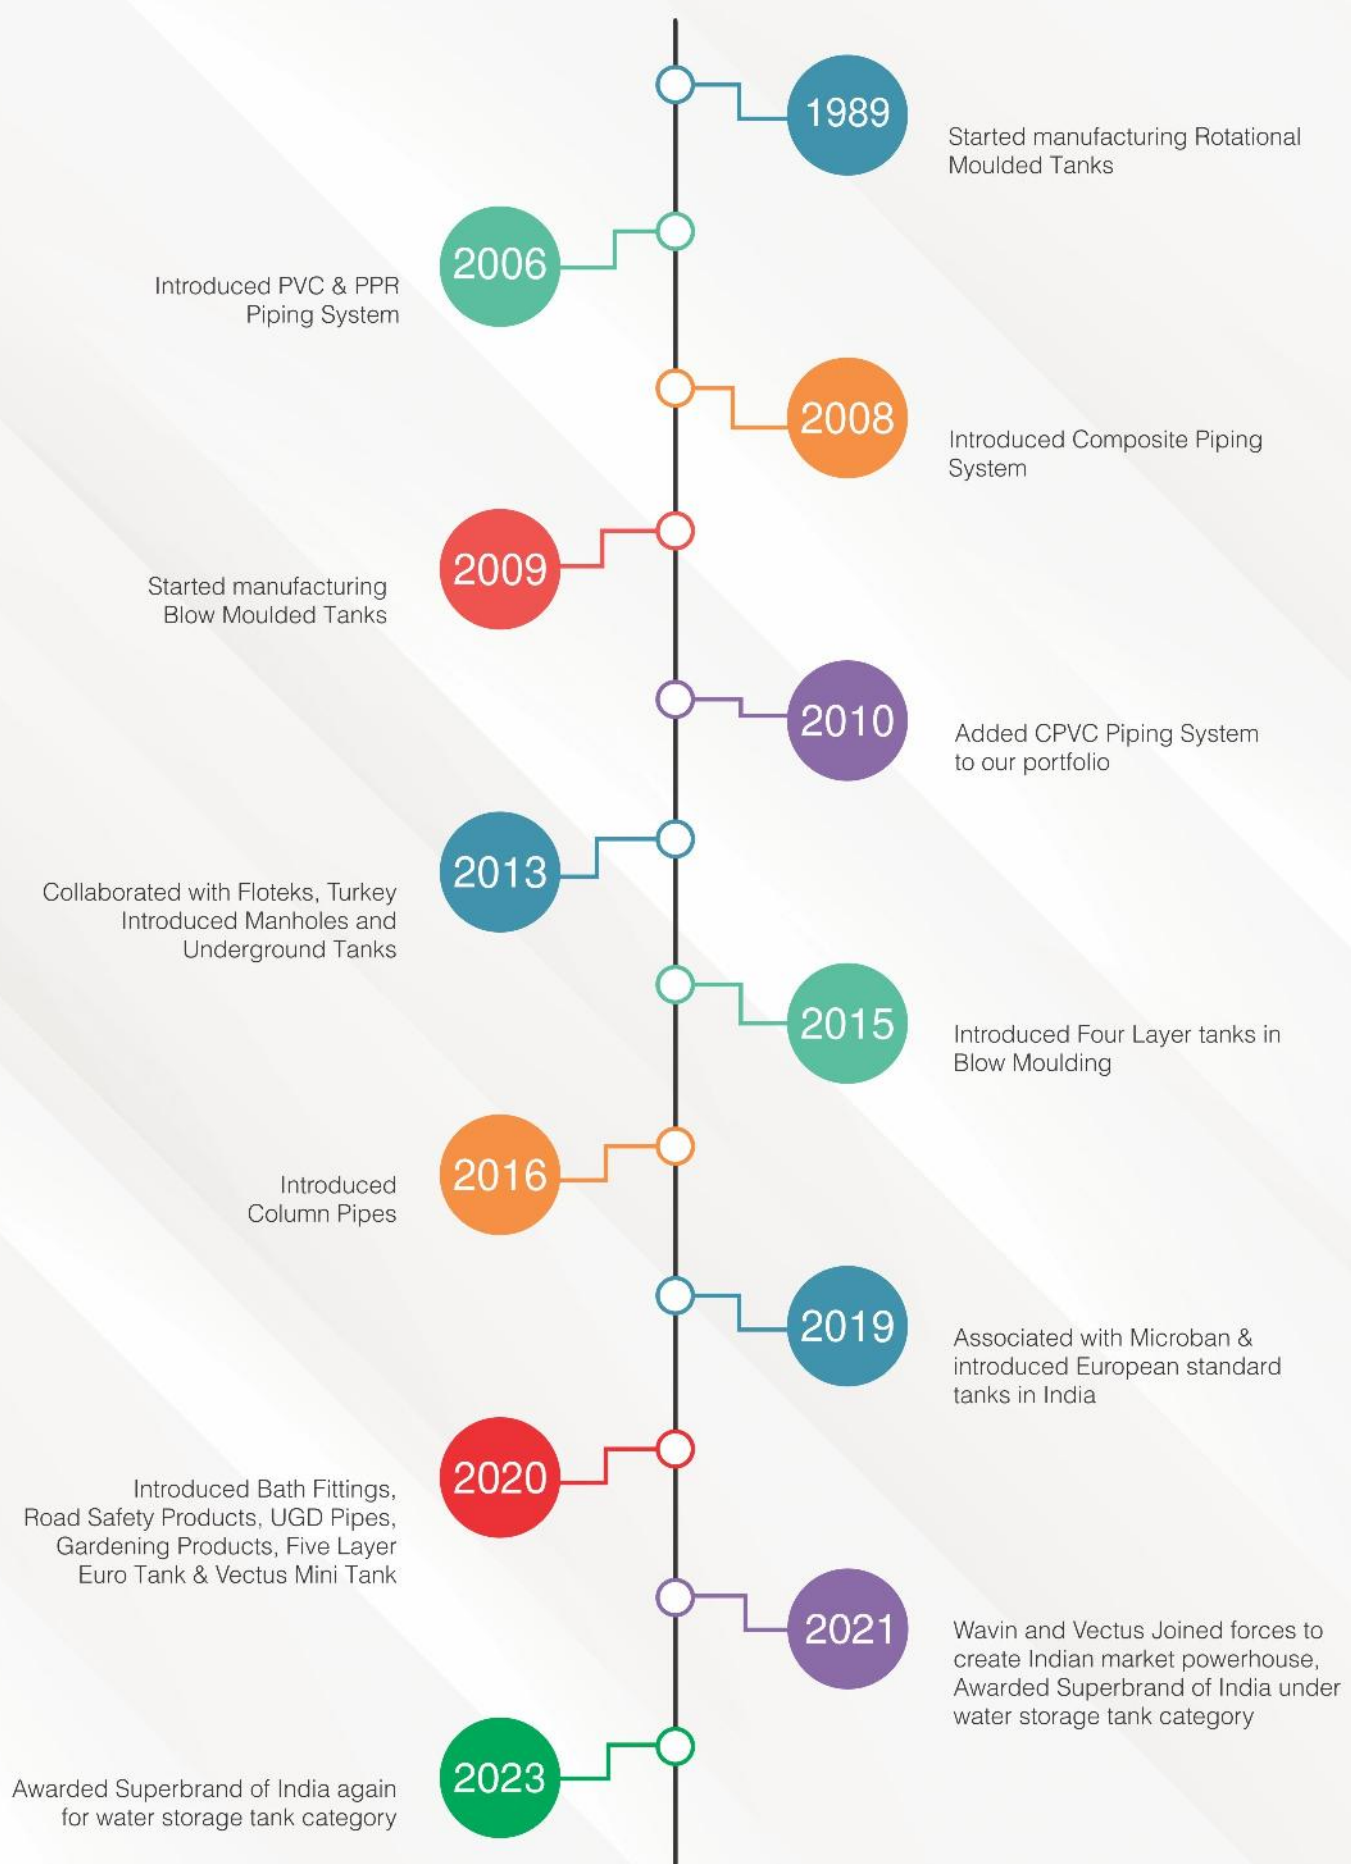 1989
Started manufacturing Rotational
Moulded Tanks
2006
Introduced PVC & PPR
Piping System
2008
Introduced Composite Piping
System
2009
Started manufacturing
Blow Moulded Tanks
2010
Added CPVC Piping System
to our portfolio
2013
Collaborated with Floteks, Turkey
Introduced Manholes and
Underground Tanks
2015
Introduced Four Layer tanks in
Blow Moulding
2016
Introduced
Column Pipes
2019
Associated with Microban &
introduced European standard
tanks in India
2020
Introduced Bath Fittings,
Road Safety Products, UGD Pipes,
Gardening Products, Five Layer
Euro Tank & Vectus Mini Tank
2021
Wavin and Vectus Joined forces to
create Indian market powerhouse,
Awarded Superbrand of India under
water storage tank category
2023
Awarded Superbrand of India again
for water storage tank category